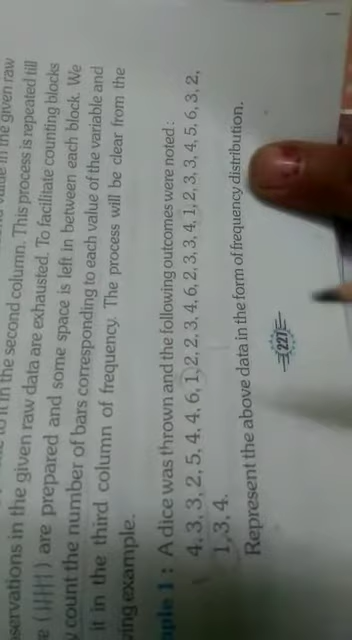 value in the given raw
to it in the second column. This process is repeated till
servations in the given raw data are exhausted. To facilitate counting blocks
are prepared and some space is left in between each block. We
count the number of bars corresponding to each value of the variable and
it in the third column of frequency. The process will be clear from the
ing example.
ple 1 : A dice was thrown and the following outcomes were noted :
4, 3, 3, 2, 5, 4, 4, 6, 1, 2, 2, 3, 4, 6, 2, 3, 3, 4, 1, 2, 3, 3, 4, 5, 6, 3, 2,
1, 3, 4.
Represent the above data in the form of frequency distribution.
227